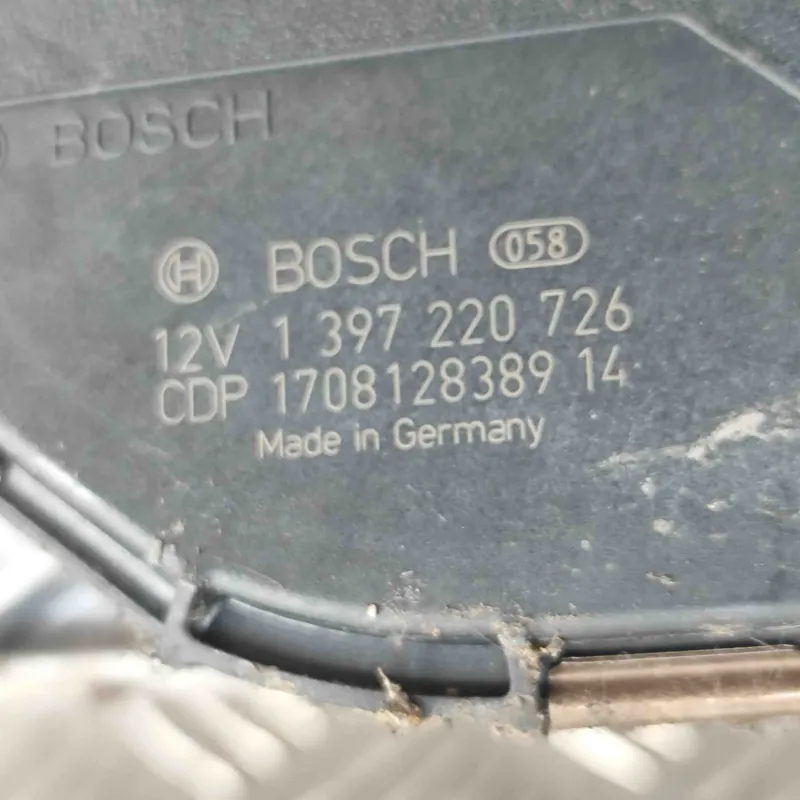 BOSCH
BOSCH 058
12V 1 397 220 726
CDP 1708128389 14
Made in Germany